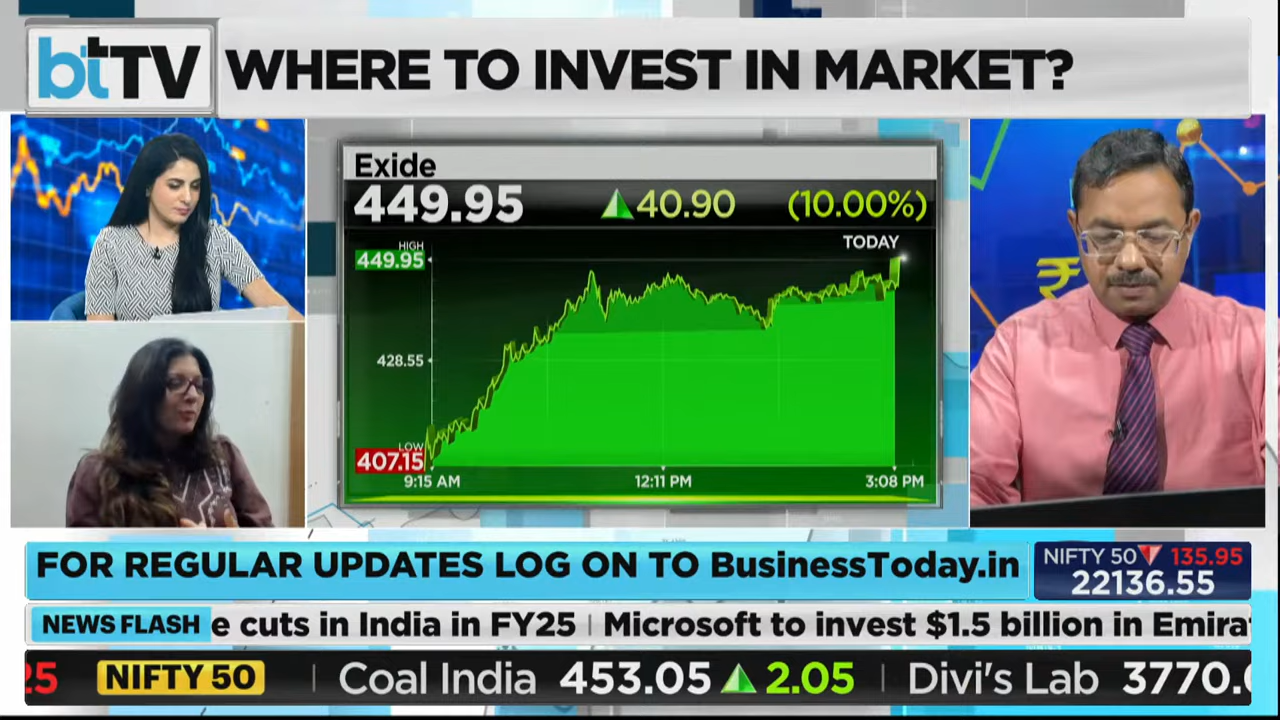 btTV
WHERE TO INVEST IN MARKET?
Exide
449.95 ▲ 40.90 (10.00%)
TODAY
HIGH
449.95
428.55
LOW
407.15
9:15 AM 12:11 PM 3:08 PM
₹
FOR REGULAR UPDATES LOG ON TO BusinessToday.in
NIFTY 50 ▼ 135.95
22136.55
NEWS FLASH e cuts in India in FY25 | Microsoft to invest $1.5 billion in Emira
25 NIFTY 50 | Coal India 453.05 ▲ 2.05 | Divi's Lab 3770.0